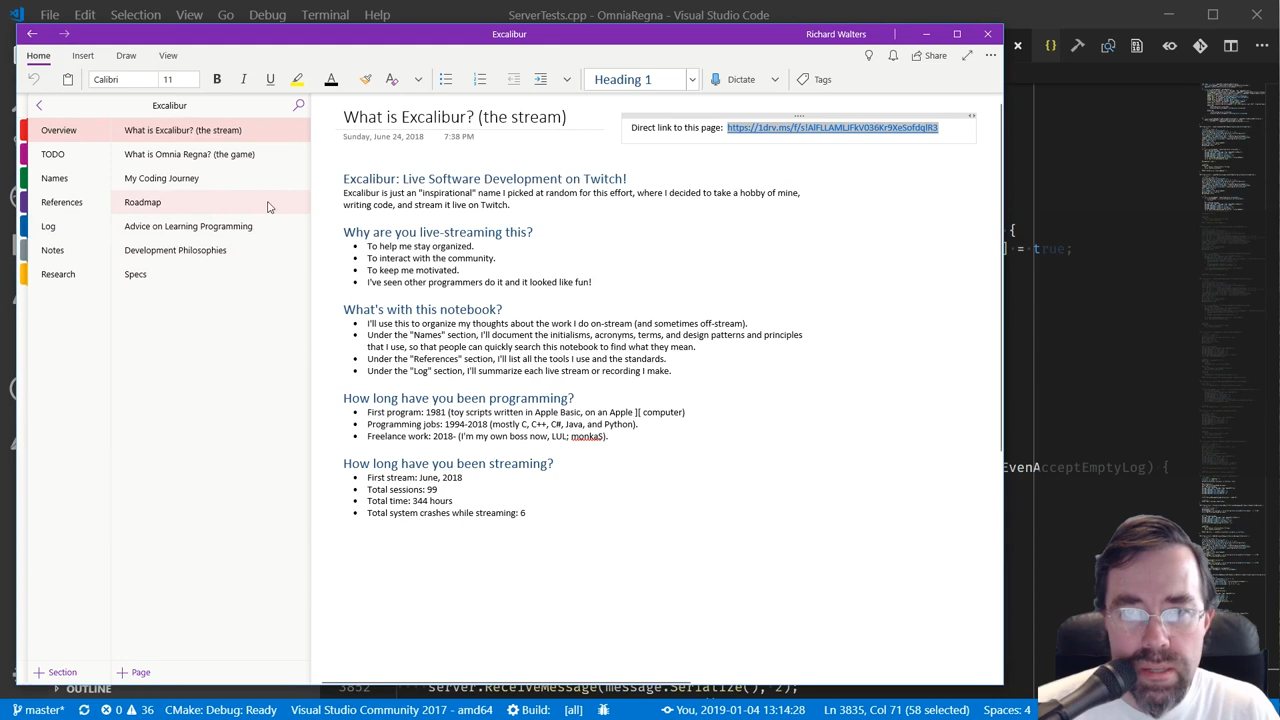 File Edit Selection View Go Debug Terminal Help
ServerTests.cpp - OmniaRegna - Visual Studio Code
Excalibur
Richard Walters
Home Insert Draw View
Share
Calibri 11 B I U A Heading 1 Dictate Tags
Excalibur
Overview
TODO
Names
References
Log
Notes
Research
What is Excalibur? (the stream)
What is Omnia Regna? (the game)
My Coding Journey
Roadmap
Advice on Learning Programming
Development Philosophies
Specs
Section
Page
What is Excalibur? (the stream)
Sunday, June 24, 2018 7:38 PM
Direct link to this page: https://1drv.ms/f/s!AlFLLAMLJFkV036Kr9XeSofdqlR3
Excalibur: Live Software Development on Twitch!
Excalibur is just an "inspirational" name I picked at random for this effort, where I decided to take a hobby of mine,
writing code, and stream it live on Twitch.
Why are you live-streaming this?
• To help me stay organized.
• To interact with the community.
• To keep me motivated.
• I've seen other programmers do it and it looked like fun!
What's with this notebook?
• I'll use this to organize my thoughts about the work I do on-stream (and sometimes off-stream).
• Under the "Names" section, I'll document the initialisms, acronyms, terms, and design patterns and principles
that I use, so that people can quickly search this notebook to find what they mean.
• Under the "References" section, I'll list all the tools I use and the standards.
• Under the "Log" section, I'll summarize each live stream or recording I make.
How long have you been programming?
• First program: 1981 (toy scripts written in Apple Basic, on an Apple ][ computer)
• Programming jobs: 1994-2018 (mostly C, C++, C#, Java, and Python).
• Freelance work: 2018- (I'm my own boss now, LUL; monkaS).
How long have you been streaming?
• First stream: June, 2018
• Total sessions: 99
• Total time: 344 hours
• Total system crashes while streaming: 6
{
] = true;
EvenAcceptEmptyLog) {
OUTLINE
3852 server.ReceiveMessage(message.Serialize(), 2);
master* 0 36 CMake: Debug: Ready Visual Studio Community 2017 - amd64 Build: [all] You, 2019-01-04 13:14:28 Ln 3835, Col 71 (58 selected) Spaces: 4